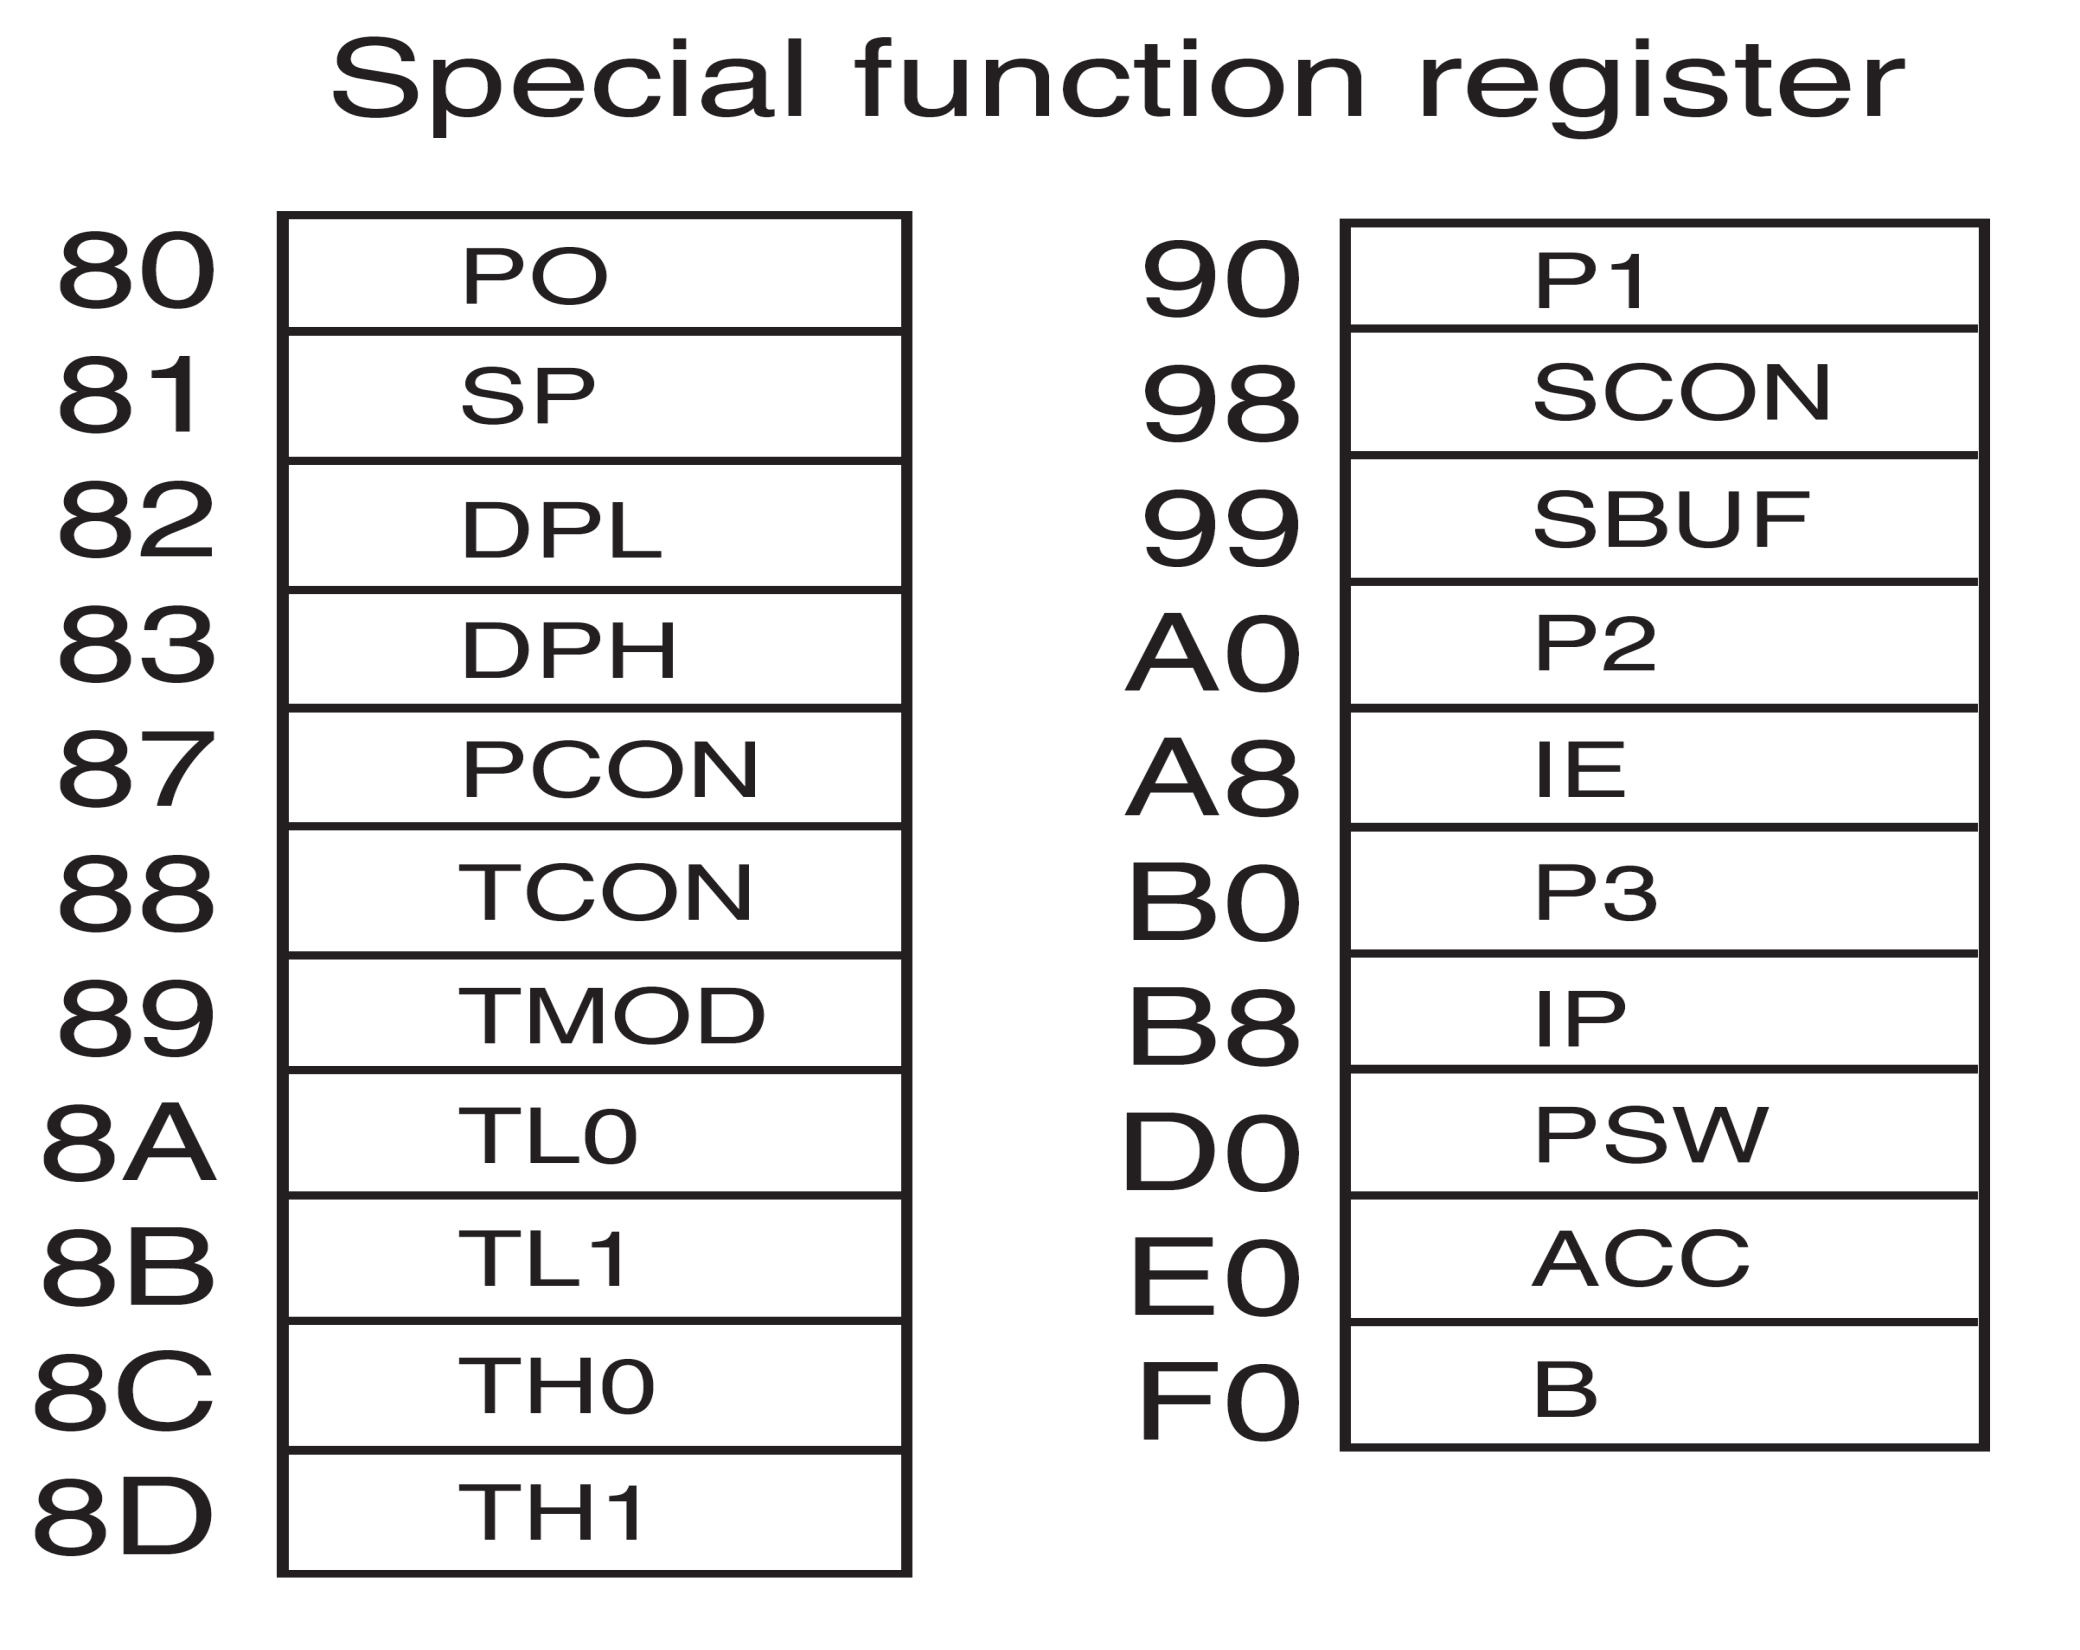 Special function register
80 PO
81 SP
82 DPL
83 DPH
87 PCON
88 TCON
89 TMOD
8A TL0
8B TL1
8C TH0
8D TH1
90 P1
98 SCON
99 SBUF
A0 P2
A8 IE
B0 P3
B8 IP
D0 PSW
E0 ACC
F0 B